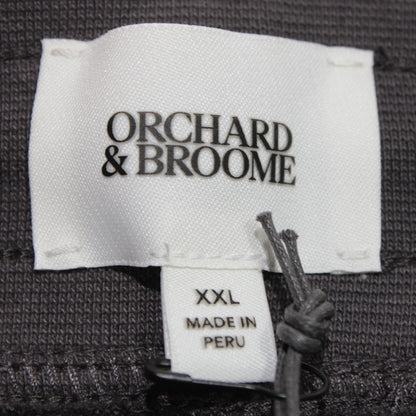 ORCHARD
& BROOME
XXL
MADE IN
PERU